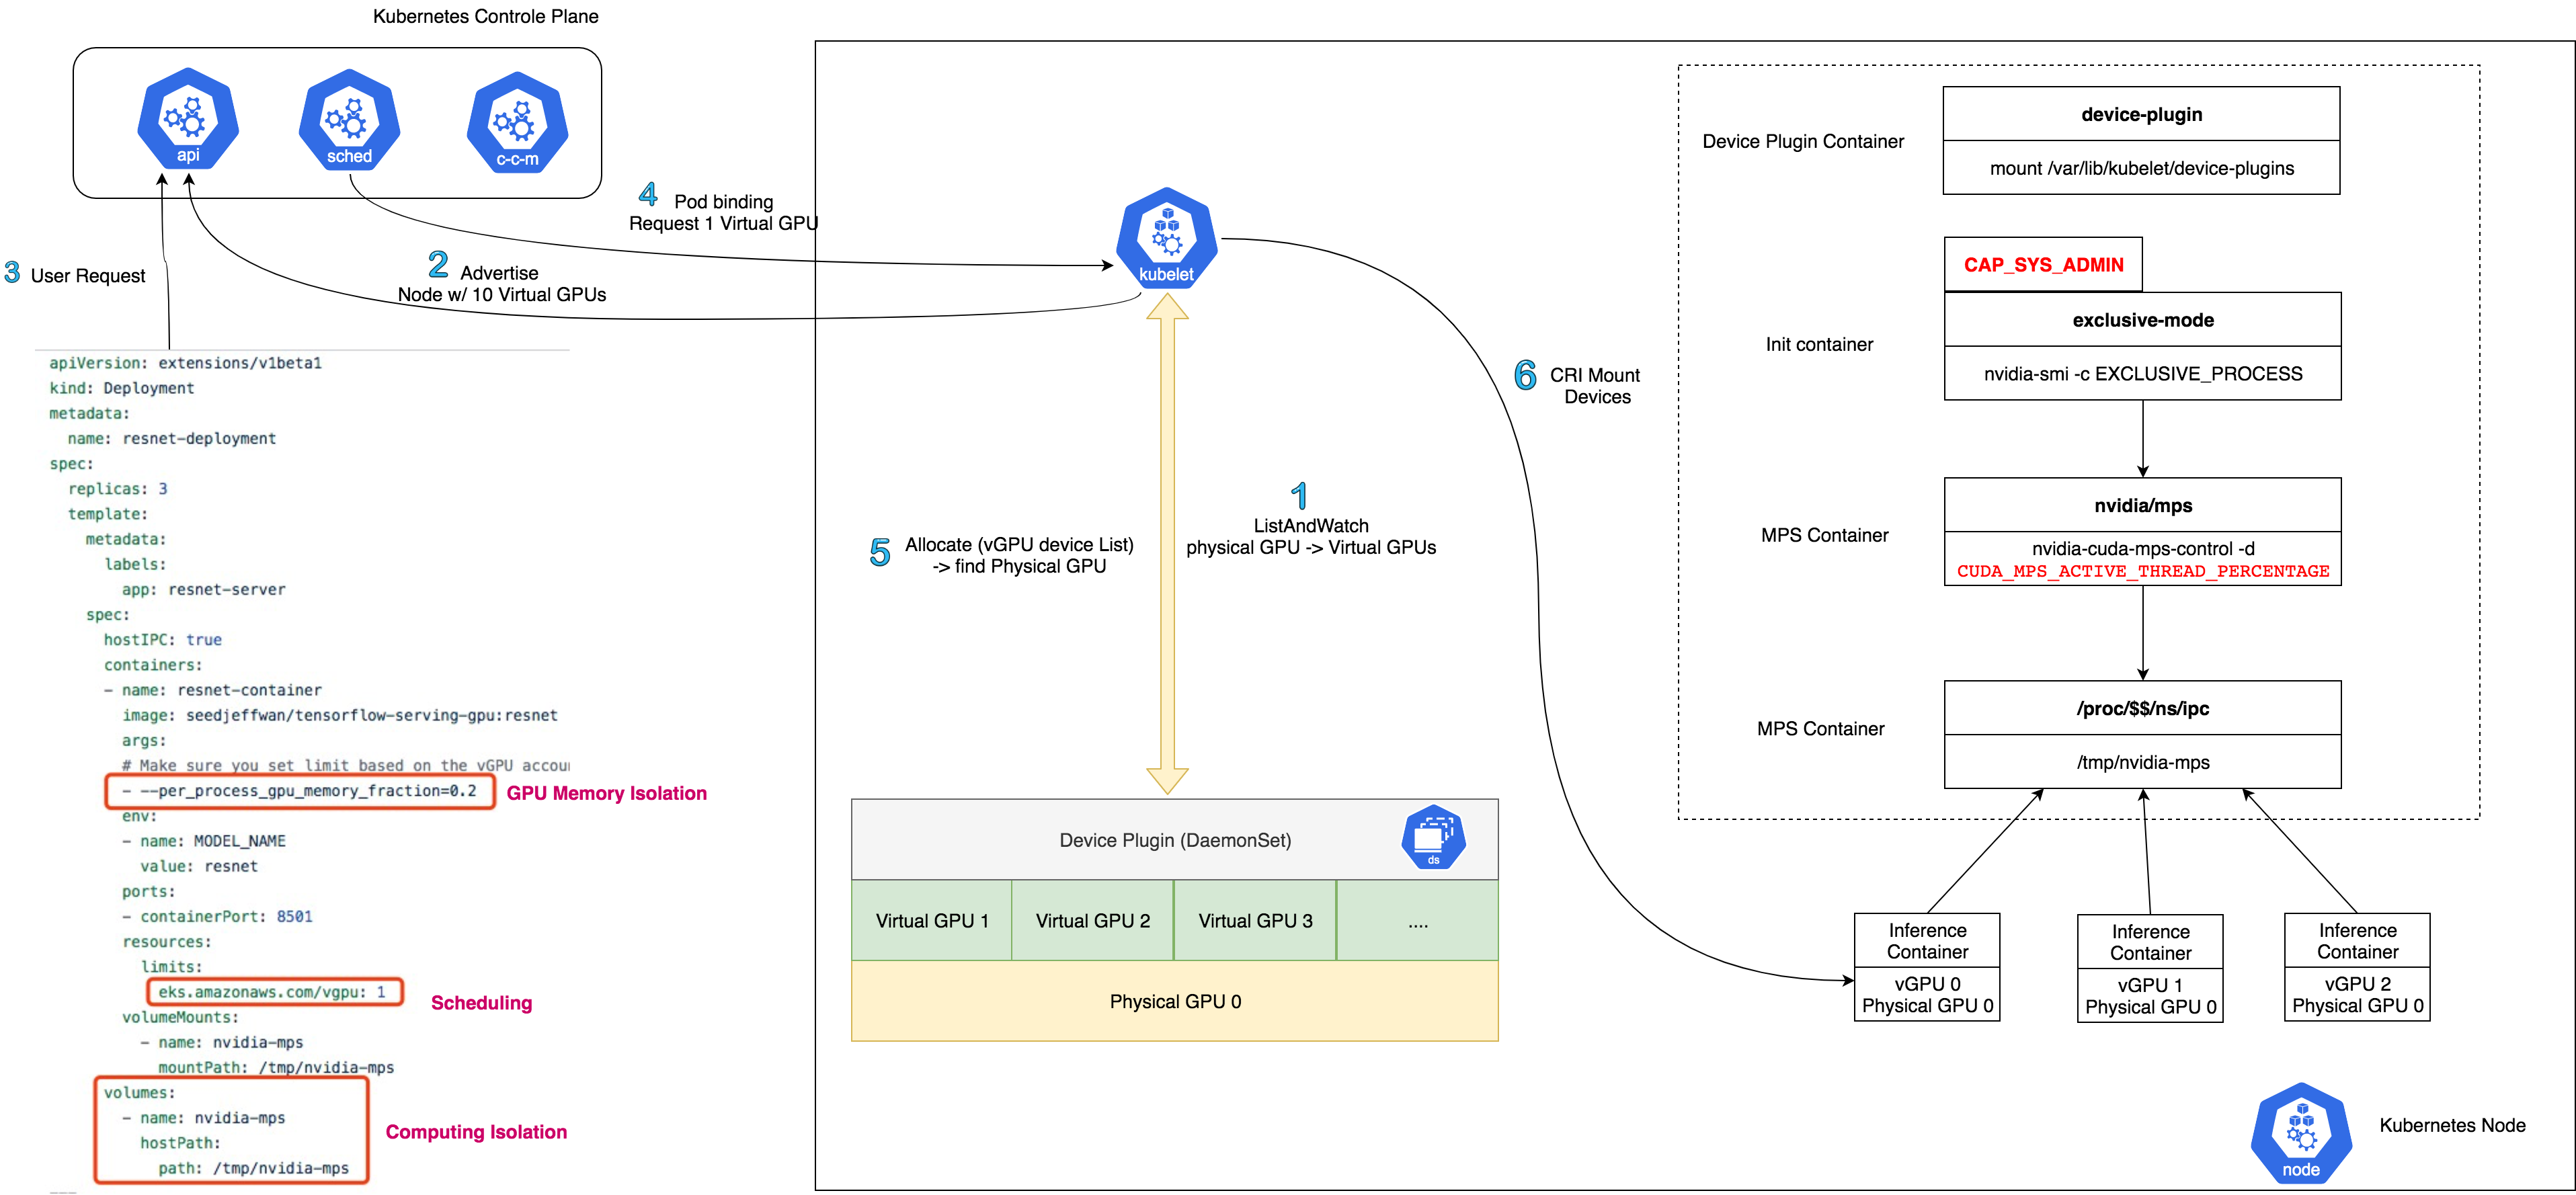 Kubernetes Controle Plane
api
sched
c-c-m
4
Pod binding
Request 1 Virtual GPU
2
Advertise
Node w/ 10 Virtual GPUs
3
User Request
apiVersion: extensions/v1beta1
kind: Deployment
metadata:
name: resnet-deployment
spec:
replicas: 3
template:
metadata:
labels:
app: resnet-server
spec:
hostIPC: true
containers:
- name: resnet-container
image: seedjeffwan/tensorflow-serving-gpu:resnet
args:
# Make sure you set limit based on the vGPU accou
- --per_process_gpu_memory_fraction=0.2
GPU Memory Isolation
env:
- name: MODEL_NAME
value: resnet
ports:
- containerPort: 8501
resources:
limits:
eks.amazonaws.com/vgpu: 1
Scheduling
volumeMounts:
- name: nvidia-mps
mountPath: /tmp/nvidia-mps
volumes:
- name: nvidia-mps
hostPath:
path: /tmp/nvidia-mps
Computing Isolation
kubelet
1
ListAndWatch
physical GPU -> Virtual GPUs
5
Allocate (vGPU device List)
-> find Physical GPU
6
CRI Mount
Devices
Device Plugin (DaemonSet)
ds
Virtual GPU 1
Virtual GPU 2
Virtual GPU 3
....
Physical GPU 0
Device Plugin Container
device-plugin
mount /var/lib/kubelet/device-plugins
CAP_SYS_ADMIN
Init container
exclusive-mode
nvidia-smi -c EXCLUSIVE_PROCESS
MPS Container
nvidia/mps
nvidia-cuda-mps-control -d
CUDA_MPS_ACTIVE_THREAD_PERCENTAGE
MPS Container
/proc/$$/ns/ipc
/tmp/nvidia-mps
Inference
Container
vGPU 0
Physical GPU 0
Inference
Container
vGPU 1
Physical GPU 0
Inference
Container
vGPU 2
Physical GPU 0
node
Kubernetes Node